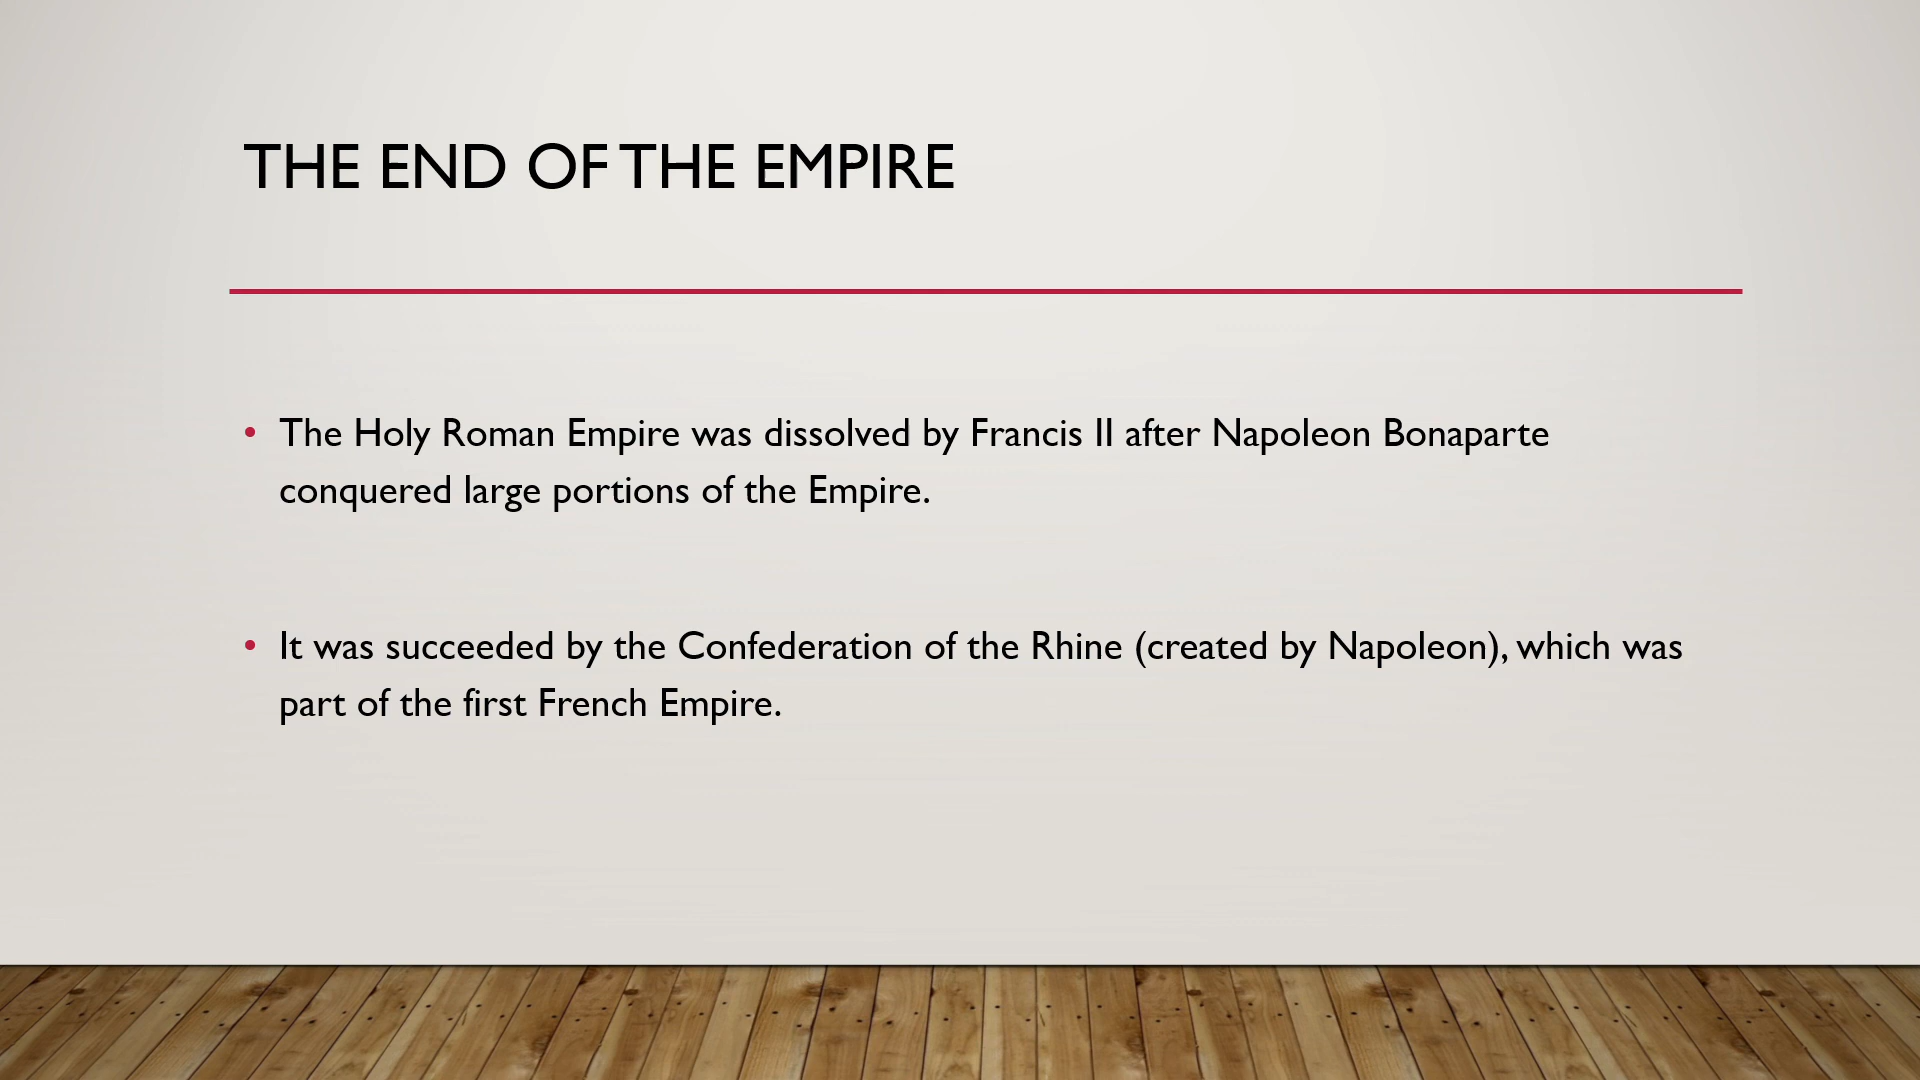 THE END OF THE EMPIRE
• The Holy Roman Empire was dissolved by Francis II after Napoleon Bonaparte
conquered large portions of the Empire.
• It was succeeded by the Confederation of the Rhine (created by Napoleon), which was
part of the first French Empire.